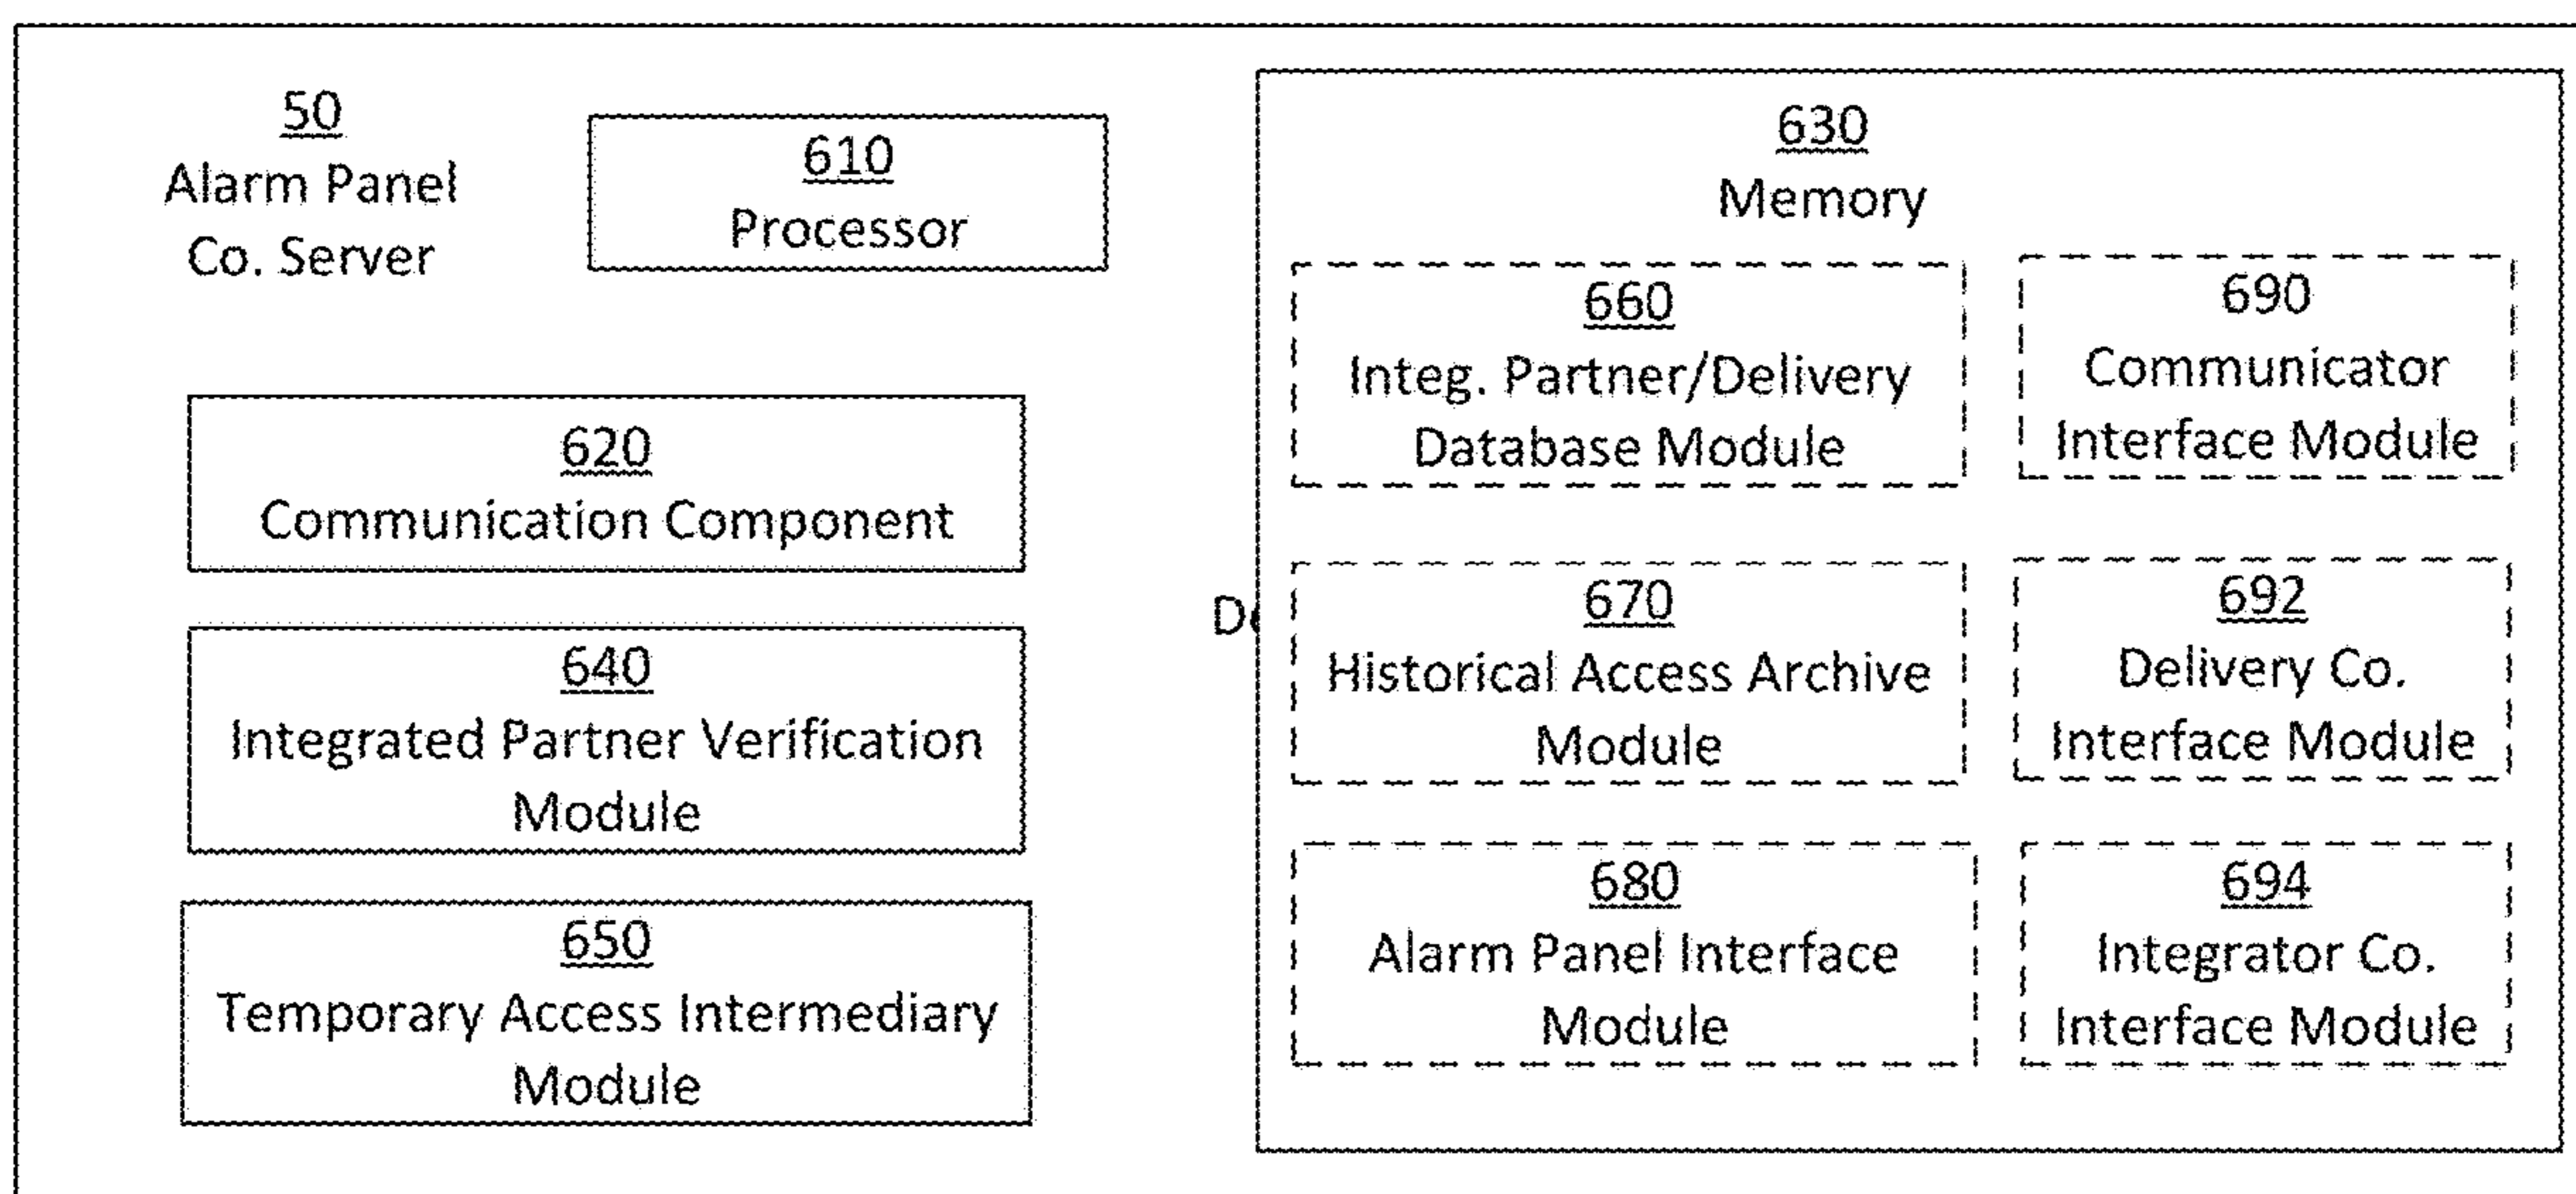 50
Alarm Panel
Co. Server
610
Processor
620
Communication Component
640
Integrated Partner Verification
Module
650
Temporary Access Intermediary
Module
630
Memory
660
Integ. Partner/Delivery
Database Module
690
Communicator
Interface Module
670
Historical Access Archive
Module
692
Delivery Co.
Interface Module
680
Alarm Panel Interface
Module
694
Integrator Co.
Interface Module